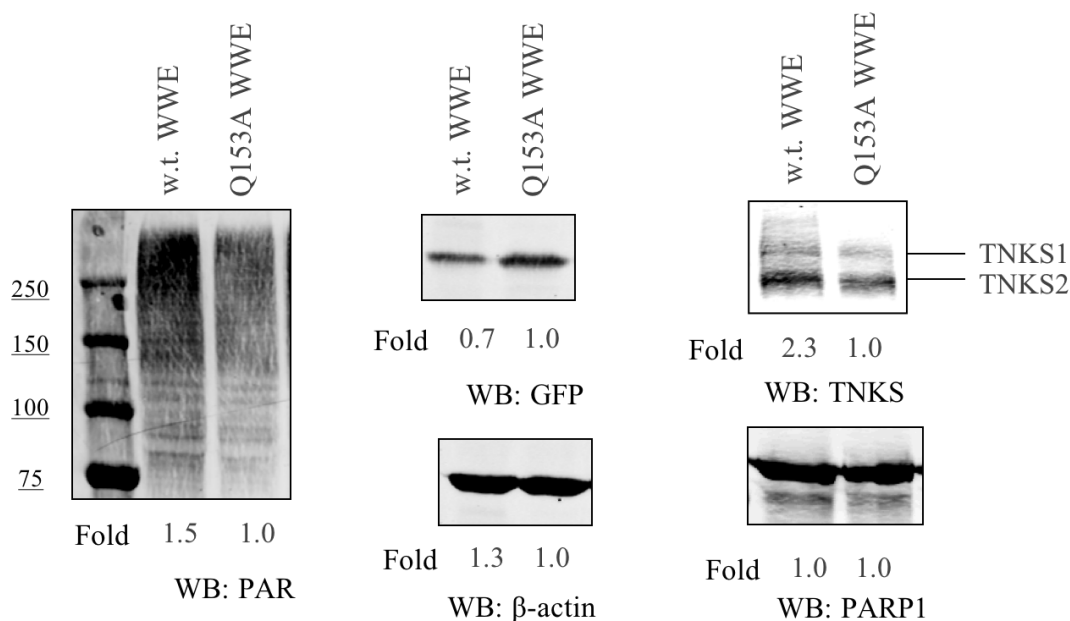 w.t. WWE
Q153A WWE
250
150
100
75
Fold 1.5 1.0
WB: PAR
w.t. WWE
Q153A WWE
Fold 0.7 1.0
WB: GFP
Fold 1.3 1.0
WB: β-actin
w.t. WWE
Q153A WWE
TNKS1
TNKS2
Fold 2.3 1.0
WB: TNKS
Fold 1.0 1.0
WB: PARP1